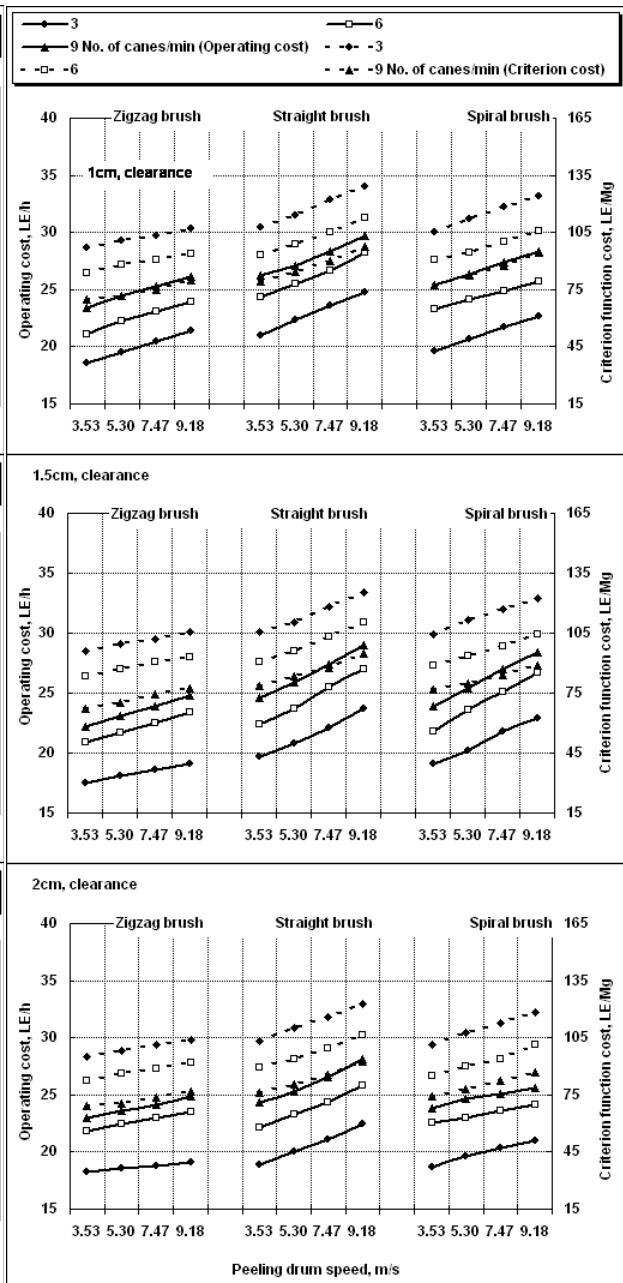 3 6
9 No. of canes/min (Operating cost) 3
6 9 No. of canes/min (Criterion cost)
Zigzag brush Straight brush Spiral brush
1cm, clearance
Operating cost, LE/h
40
35
30
25
20
15
Criterion function cost, LE/Mg
165
135
105
75
45
15
3.53 5.30 7.47 9.18 3.53 5.30 7.47 9.18 3.53 5.30 7.47 9.18
1.5cm, clearance
Zigzag brush Straight brush Spiral brush
Operating cost, LE/h
40
35
30
25
20
15
Criterion function cost, LE/Mg
165
135
105
75
45
15
3.53 5.30 7.47 9.18 3.53 5.30 7.47 9.18 3.53 5.30 7.47 9.18
2cm, clearance
Zigzag brush Straight brush Spiral brush
Operating cost, LE/h
40
35
30
25
20
15
Criterion function cost, LE/Mg
165
135
105
75
45
15
3.53 5.30 7.47 9.18 3.53 5.30 7.47 9.18 3.53 5.30 7.47 9.18
Peeling drum speed, m/s